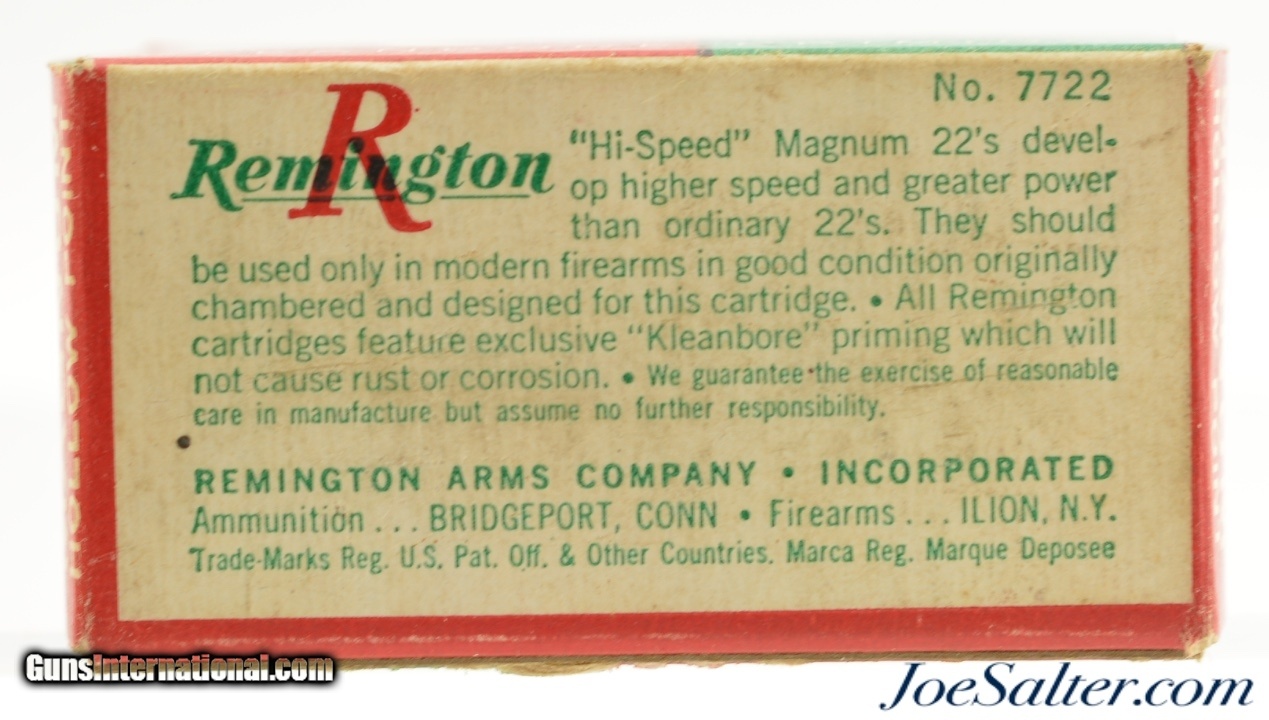 No. 7722
R
Remington
"Hi-Speed" Magnum 22's devel-
op higher speed and greater power
than ordinary 22's. They should
be used only in modern firearms in good condition originally
chambered and designed for this cartridge. • All Remington
cartridges feature exclusive "Kleanbore" priming which will
not cause rust or corrosion. • We guarantee the exercise of reasonable
care in manufacture but assume no further responsibility.
REMINGTON ARMS COMPANY • INCORPORATED
Ammunition ... BRIDGEPORT, CONN • Firearms ... ILION, N.Y.
Trade-Marks Reg. U.S. Pat. Off. & Other Countries. Marca Reg. Marque Deposee
HOLLOW POINT
GunsInternational.com
JoeSalter.com